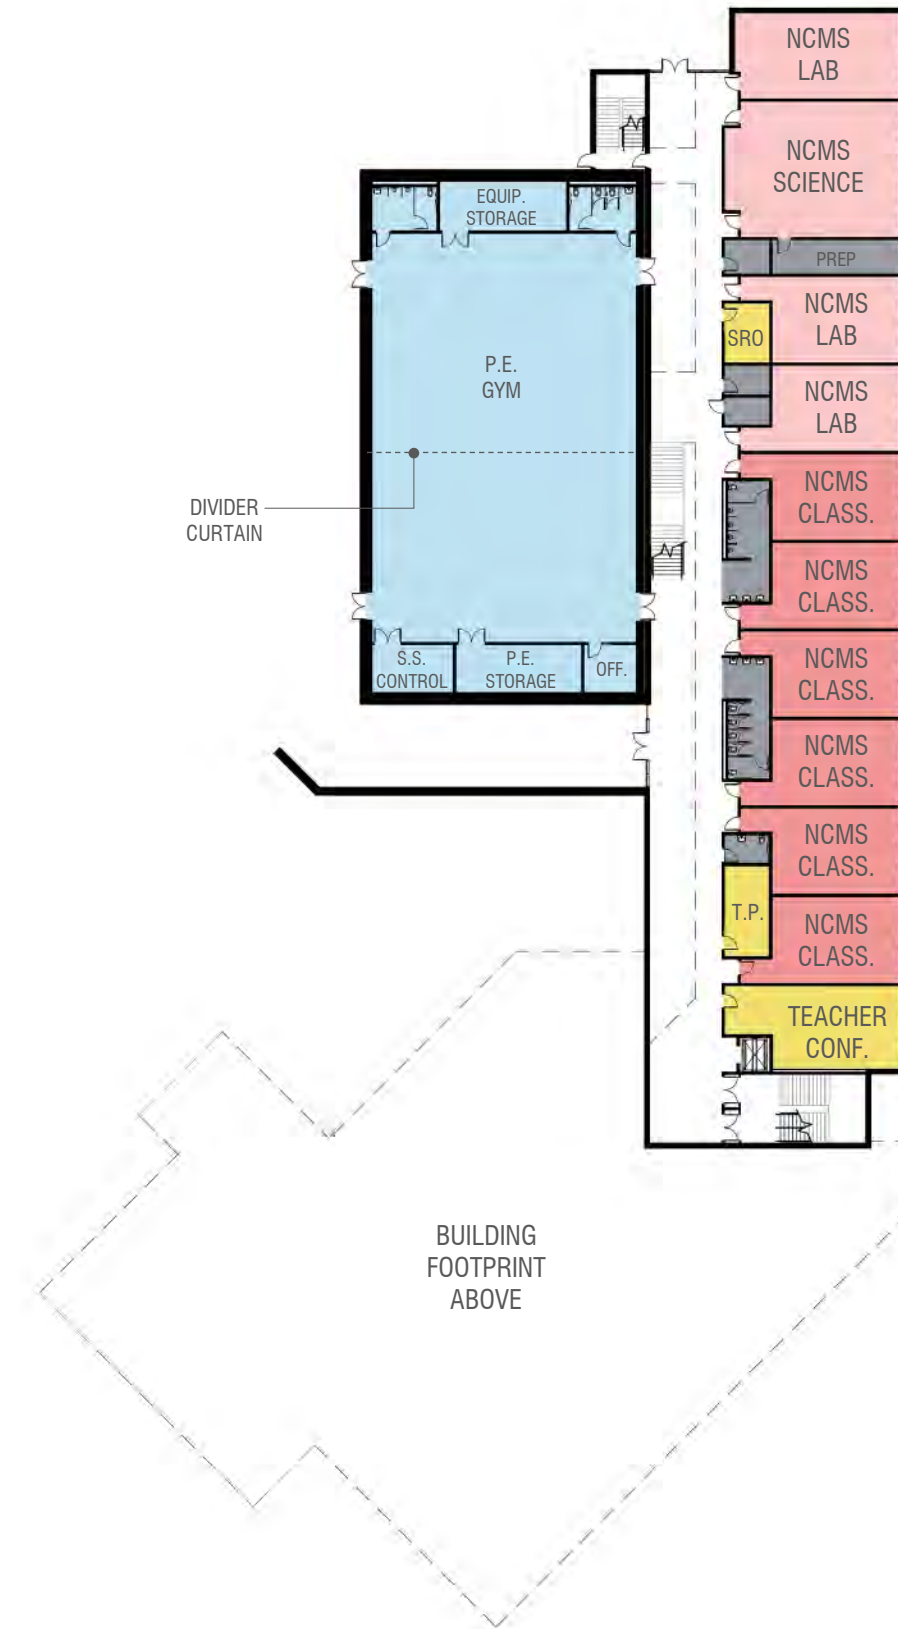 NCMS
LAB
NCMS
SCIENCE
EQUIP.
STORAGE
PREP
NCMS
LAB
SRO
P.E.
GYM
NCMS
LAB
NCMS
CLASS.
DIVIDER
CURTAIN
NCMS
CLASS.
S.S.
CONTROL
P.E.
STORAGE
OFF.
NCMS
CLASS.
NCMS
CLASS.
NCMS
CLASS.
T.P.
NCMS
CLASS.
TEACHER
CONF.
BUILDING
FOOTPRINT
ABOVE